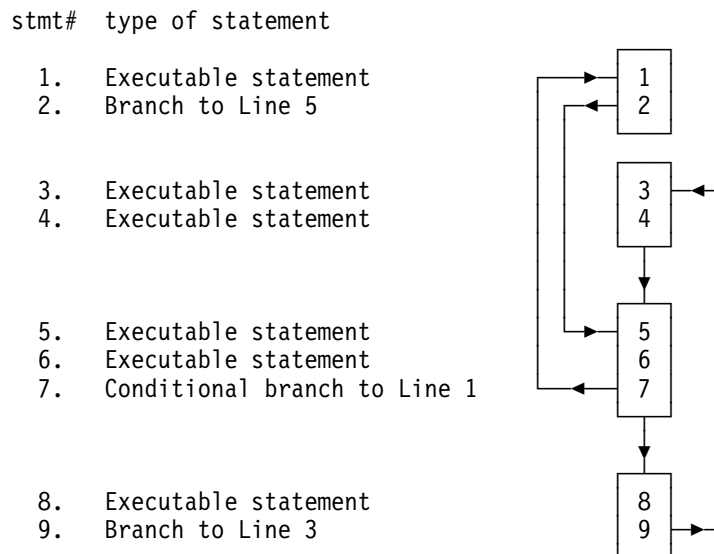 stmt# type of statement
1. Executable statement 1
2. Branch to Line 5 2
3. Executable statement 3
4. Executable statement 4
5. Executable statement 5
6. Executable statement 6
7. Conditional branch to Line 1 7
8. Executable statement 8
9. Branch to Line 3 9